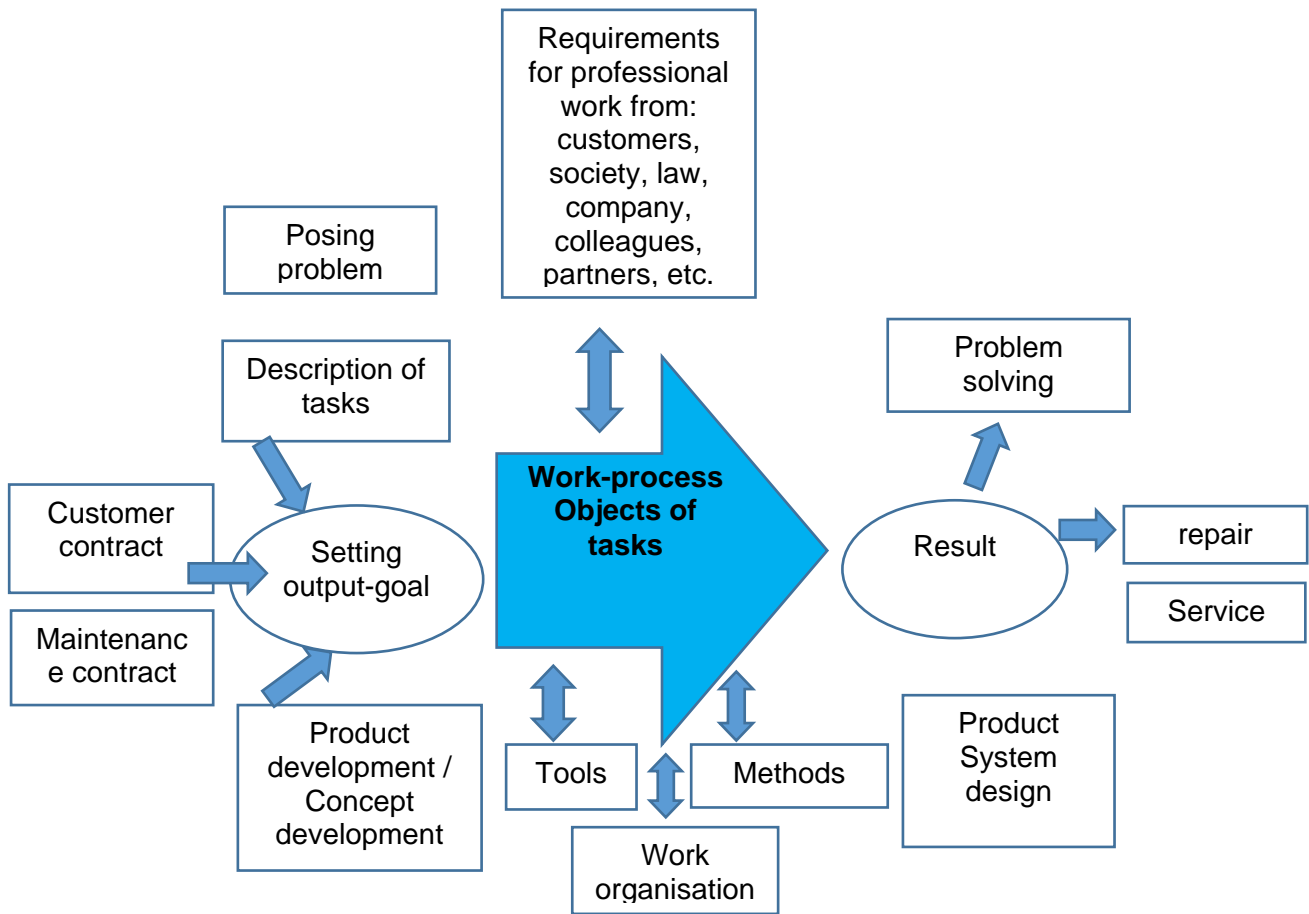 Requirements
for professional
work from:
customers,
society, law,
company,
colleagues,
partners, etc.
Posing
problem
Description of
tasks
Customer
contract
Maintenanc
e contract
Setting
output-goal
Product
development /
Concept
development
Work-process
Objects of
tasks
Tools
Work
organisation
Methods
Result
Problem
solving
repair
Service
Product
System
design